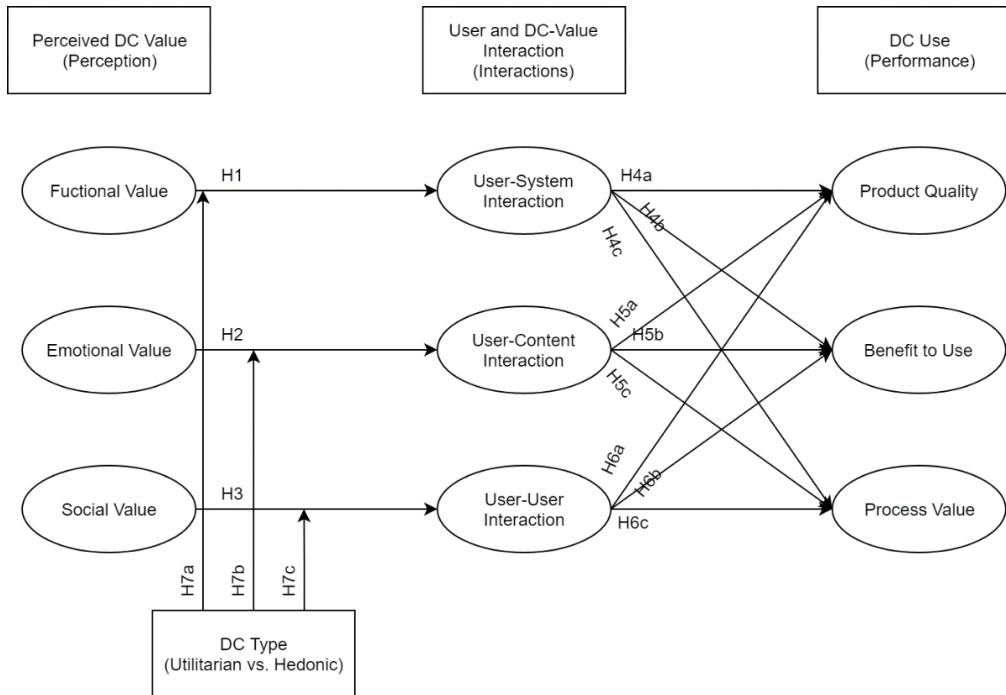 Perceived DC Value
(Perception)
User and DC-Value
Interaction
(Interactions)
DC Use
(Performance)
Fuctional Value
H1
User-System
Interaction
H4a
H4b
H4c
Product Quality
Emotional Value
H2
User-Content
Interaction
H5a
H5b
H5c
Benefit to Use
Social Value
H3
User-User
Interaction
H6a
H6b
H6c
Process Value
H7a
H7b
H7c
DC Type
(Utilitarian vs. Hedonic)